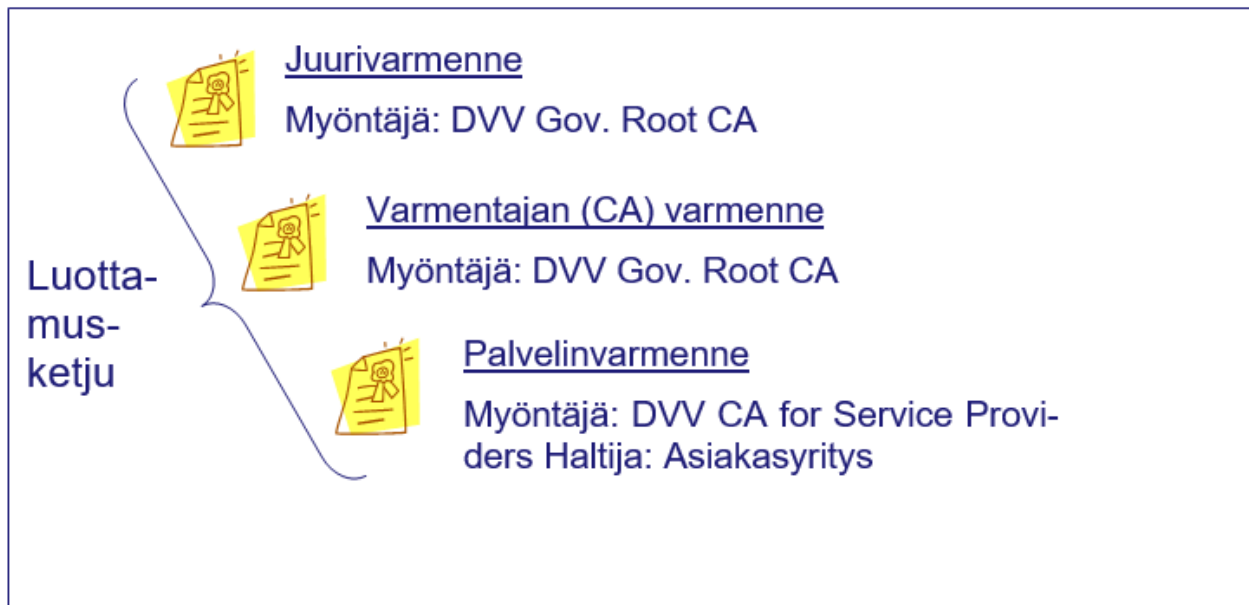 Juurivarmenne
Myöntäjä: DVV Gov. Root CA
Varmentajan (CA) varmenne
Myöntäjä: DVV Gov. Root CA
Luotta-
mus-
ketju
Palvelinvarmenne
Myöntäjä: DVV CA for Service Provi-
ders Haltija: Asiakasyritys